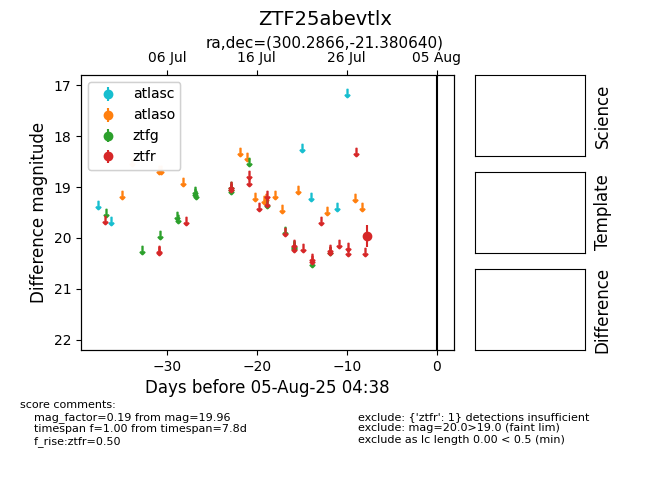 ZTF25abevtlx
ra,dec=(300.2866,-21.380640)
06 Jul 16 Jul 26 Jul 05 Aug
atlasc
atlaso
ztfg
ztfr
17
18
19
20
21
22
Difference magnitude
−30 −20 −10 0
Days before 05-Aug-25 04:38
Science
Template
Difference
score comments:
mag_factor=0.19 from mag=19.96
timespan f=1.00 from timespan=7.8d
f_rise:ztfr=0.50
exclude: {'ztfr': 1} detections insufficient
exclude: mag=20.0>19.0 (faint lim)
exclude as lc length 0.00 < 0.5 (min)